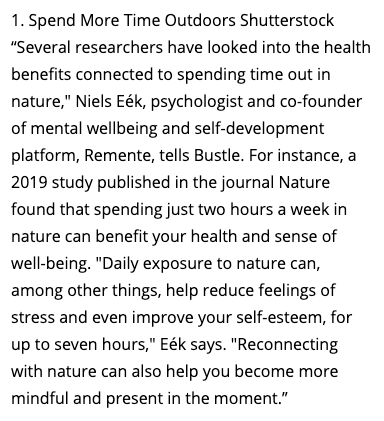 1. Spend More Time Outdoors Shutterstock
“Several researchers have looked into the health
benefits connected to spending time out in
nature," Niels Eék, psychologist and co-founder
of mental wellbeing and self-development
platform, Remente, tells Bustle. For instance, a
2019 study published in the journal Nature
found that spending just two hours a week in
nature can benefit your health and sense of
well-being. "Daily exposure to nature can,
among other things, help reduce feelings of
stress and even improve your self-esteem, for
up to seven hours," Eék says. "Reconnecting
with nature can also help you become more
mindful and present in the moment.”